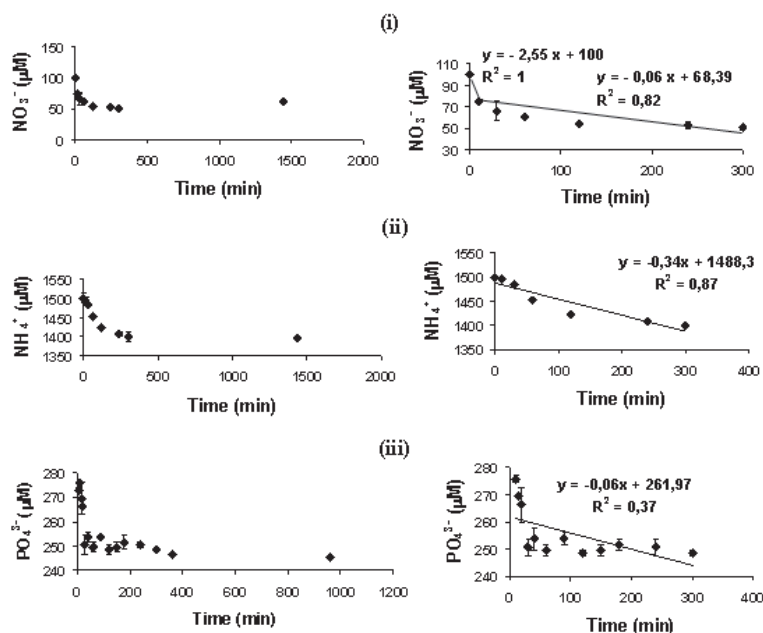 (i)
NO₃⁻ (µM)
150
100
50
0
0 500 1000 1500 2000
Time (min)
y = - 2,55 x + 100
R² = 1
y = - 0,06 x + 68,39
R² = 0,82
NO₃⁻ (µM)
110
90
70
50
30
0 100 200 300
Time (min)
(ii)
NH₄⁺ (µM)
1550
1500
1450
1400
1350
0 500 1000 1500 2000
Time (min)
y = -0,34x + 1488,3
R² = 0,87
NH₄⁺ (µM)
1550
1500
1450
1400
1350
0 100 200 300 400
Time (min)
(iii)
PO₄³⁻ (µM)
280
270
260
250
240
0 200 400 600 800 1000 1200
Time (min)
y = -0,06x + 261,97
R² = 0,37
PO₄³⁻ (µM)
280
270
260
250
240
0 100 200 300 400
Time (min)